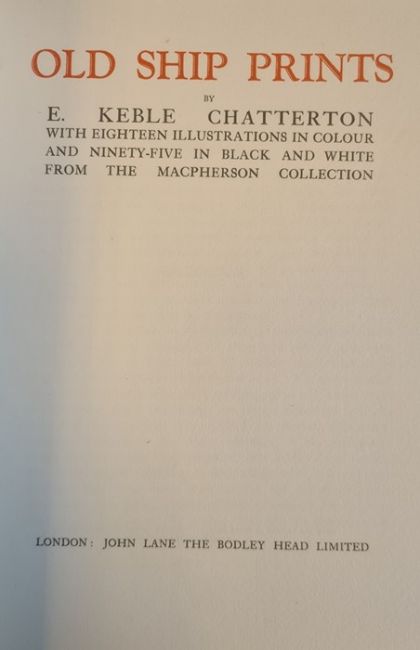 OLD SHIP PRINTS
BY
E. KEBLE CHATTERTON
WITH EIGHTEEN ILLUSTRATIONS IN COLOUR
AND NINETY-FIVE IN BLACK AND WHITE
FROM THE MACPHERSON COLLECTION
LONDON: JOHN LANE THE BODLEY HEAD LIMITED